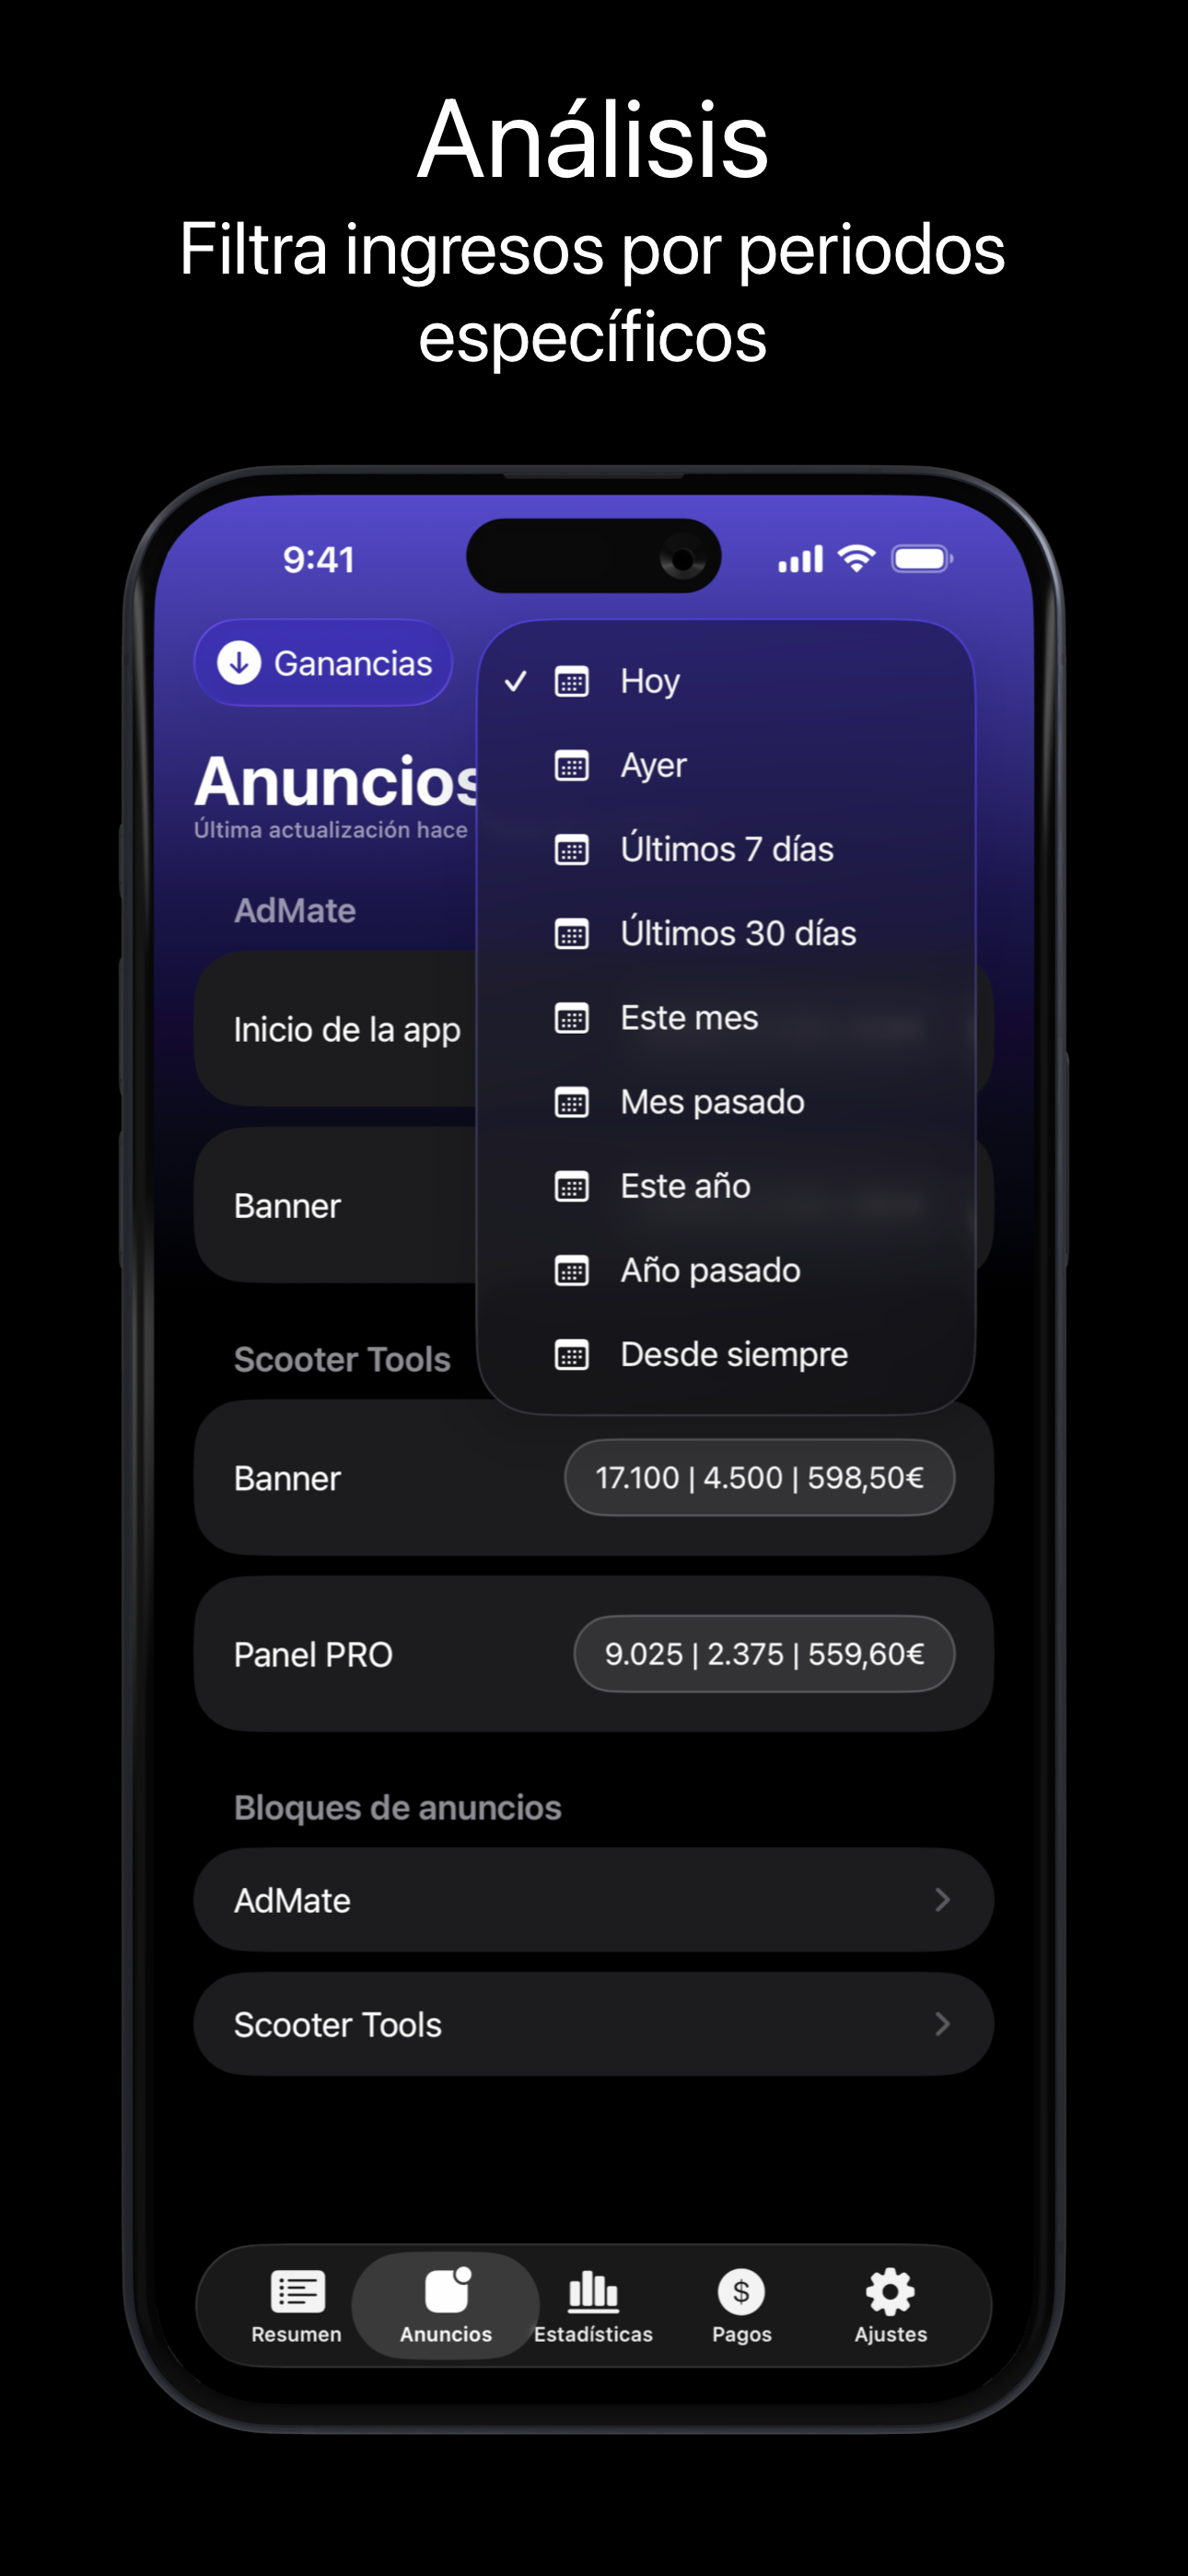 Análisis
Filtra ingresos por periodos
específicos
9:41
Ganancias
Anuncios
Última actualización hace
Hoy
Ayer
Últimos 7 días
Últimos 30 días
Este mes
Mes pasado
Este año
Año pasado
Desde siempre
AdMate
Inicio de la app
Banner
Scooter Tools
Banner
17.100 | 4.500 | 598,50€
Panel PRO
9.025 | 2.375 | 559,60€
Bloques de anuncios
AdMate
Scooter Tools
Resumen
Anuncios
Estadísticas
Pagos
Ajustes